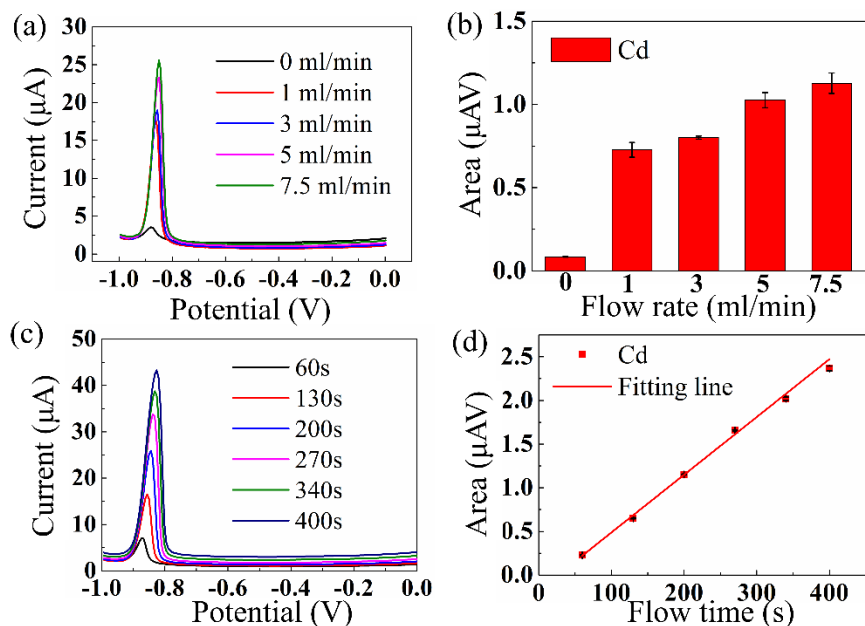 (a)
30
25
20
15
10
5
0
Current (μA)
0 ml/min
1 ml/min
3 ml/min
5 ml/min
7.5 ml/min
-1.0 -0.8 -0.6 -0.4 -0.2 0.0
Potential (V)
(b)
1.5
1.0
0.5
0.0
Area (μAV)
Cd
0 1 3 5 7.5
Flow rate (ml/min)
(c)
50
40
30
20
10
0
Current (μA)
60s
130s
200s
270s
340s
400s
-1.0 -0.8 -0.6 -0.4 -0.2 0.0
Potential (V)
(d)
2.5
2.0
1.5
1.0
0.5
0.0
Area (μAV)
Cd
Fitting line
0 100 200 300 400
Flow time (s)